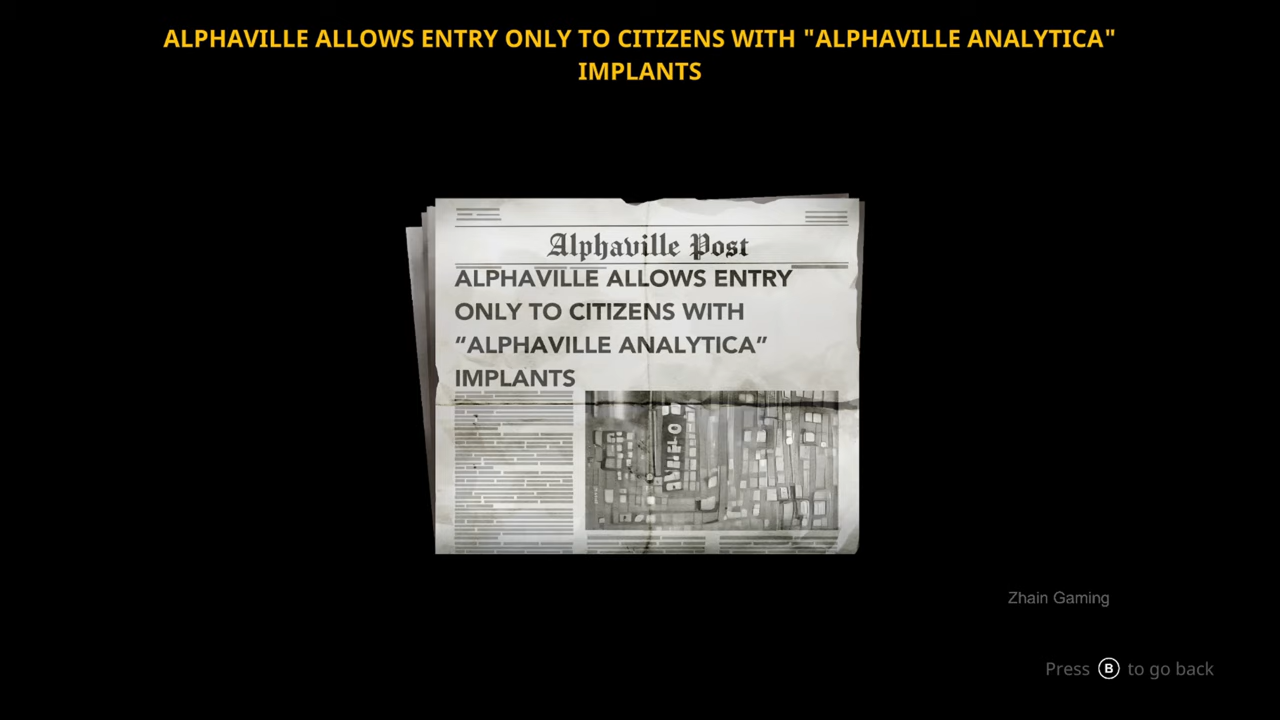 ALPHAVILLE ALLOWS ENTRY ONLY TO CITIZENS WITH "ALPHAVILLE ANALYTICA"
IMPLANTS
Alphaville Post
ALPHAVILLE ALLOWS ENTRY
ONLY TO CITIZENS WITH
“ALPHAVILLE ANALYTICA”
IMPLANTS
Zhain Gaming
Press B to go back